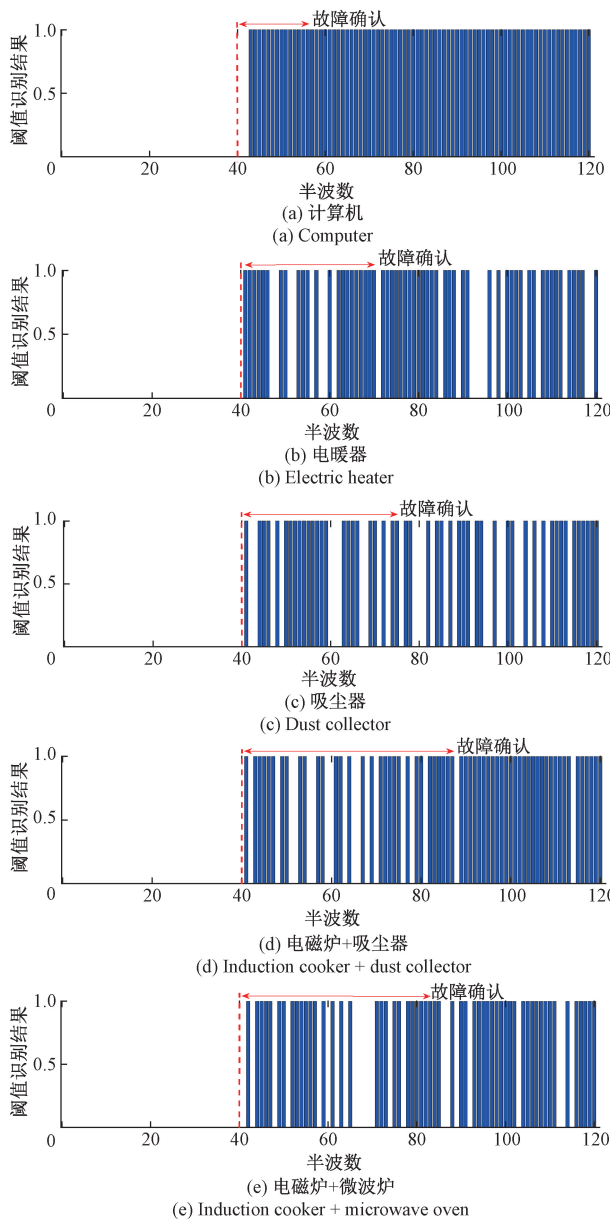 故障确认
1.0
0.5
0
阈值识别结果
20 40 60 80 100 120
半波数
(a) 计算机
(a) Computer
故障确认
1.0
0.5
0
阈值识别结果
20 40 60 80 100 120
半波数
(b) 电暖器
(b) Electric heater
故障确认
1.0
0.5
0
阈值识别结果
20 40 60 80 100 120
半波数
(c) 吸尘器
(c) Dust collector
故障确认
1.0
0.5
0
阈值识别结果
20 40 60 80 100 120
半波数
(d) 电磁炉+吸尘器
(d) Induction cooker + dust collector
故障确认
1.0
0.5
0
阈值识别结果
20 40 60 80 100 120
半波数
(e) 电磁炉+微波炉
(e) Induction cooker + microwave oven